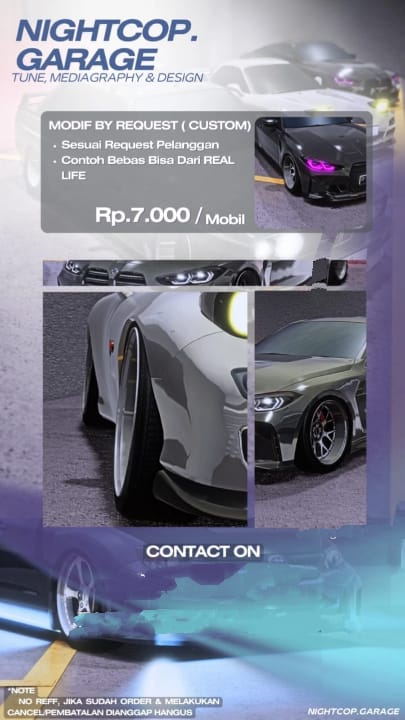 NIGHTCOP.
GARAGE
TUNE, MEDIAGRAPHY & DESIGN
MODIF BY REQUEST ( CUSTOM)
• Sesuai Request Pelanggan
• Contoh Bebas Bisa Dari REAL
LIFE
Rp.7.000 / Mobil
CONTACT ON
*NOTE
NO REFF, JIKA SUDAH ORDER & MELAKUKAN
CANCEL/PEMBATALAN DIANGGAP HANGUS
NIGHTCOP.GARAGE